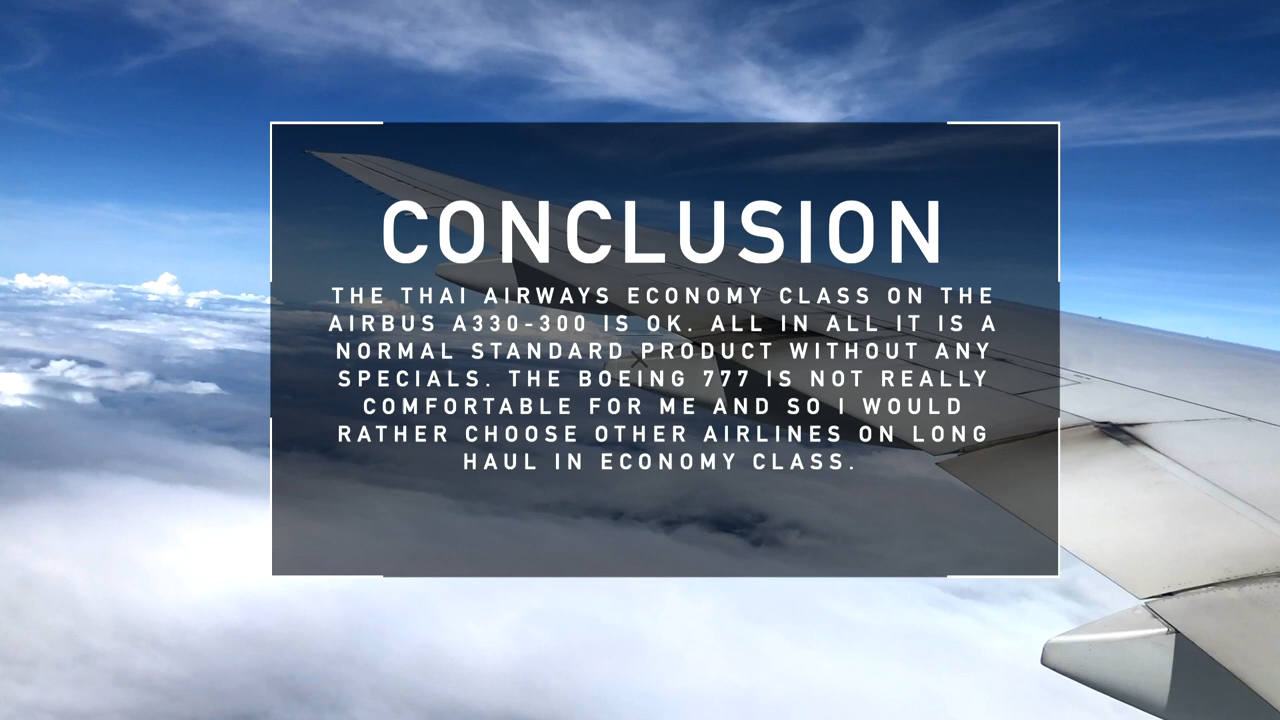 CONCLUSION
THE THAI AIRWAYS ECONOMY CLASS ON THE
AIRBUS A330-300 IS OK. ALL IN ALL IT IS A
NORMAL STANDARD PRODUCT WITHOUT ANY
SPECIALS. THE BOEING 777 IS NOT REALLY
COMFORTABLE FOR ME AND SO I WOULD
RATHER CHOOSE OTHER AIRLINES ON LONG
HAUL IN ECONOMY CLASS.